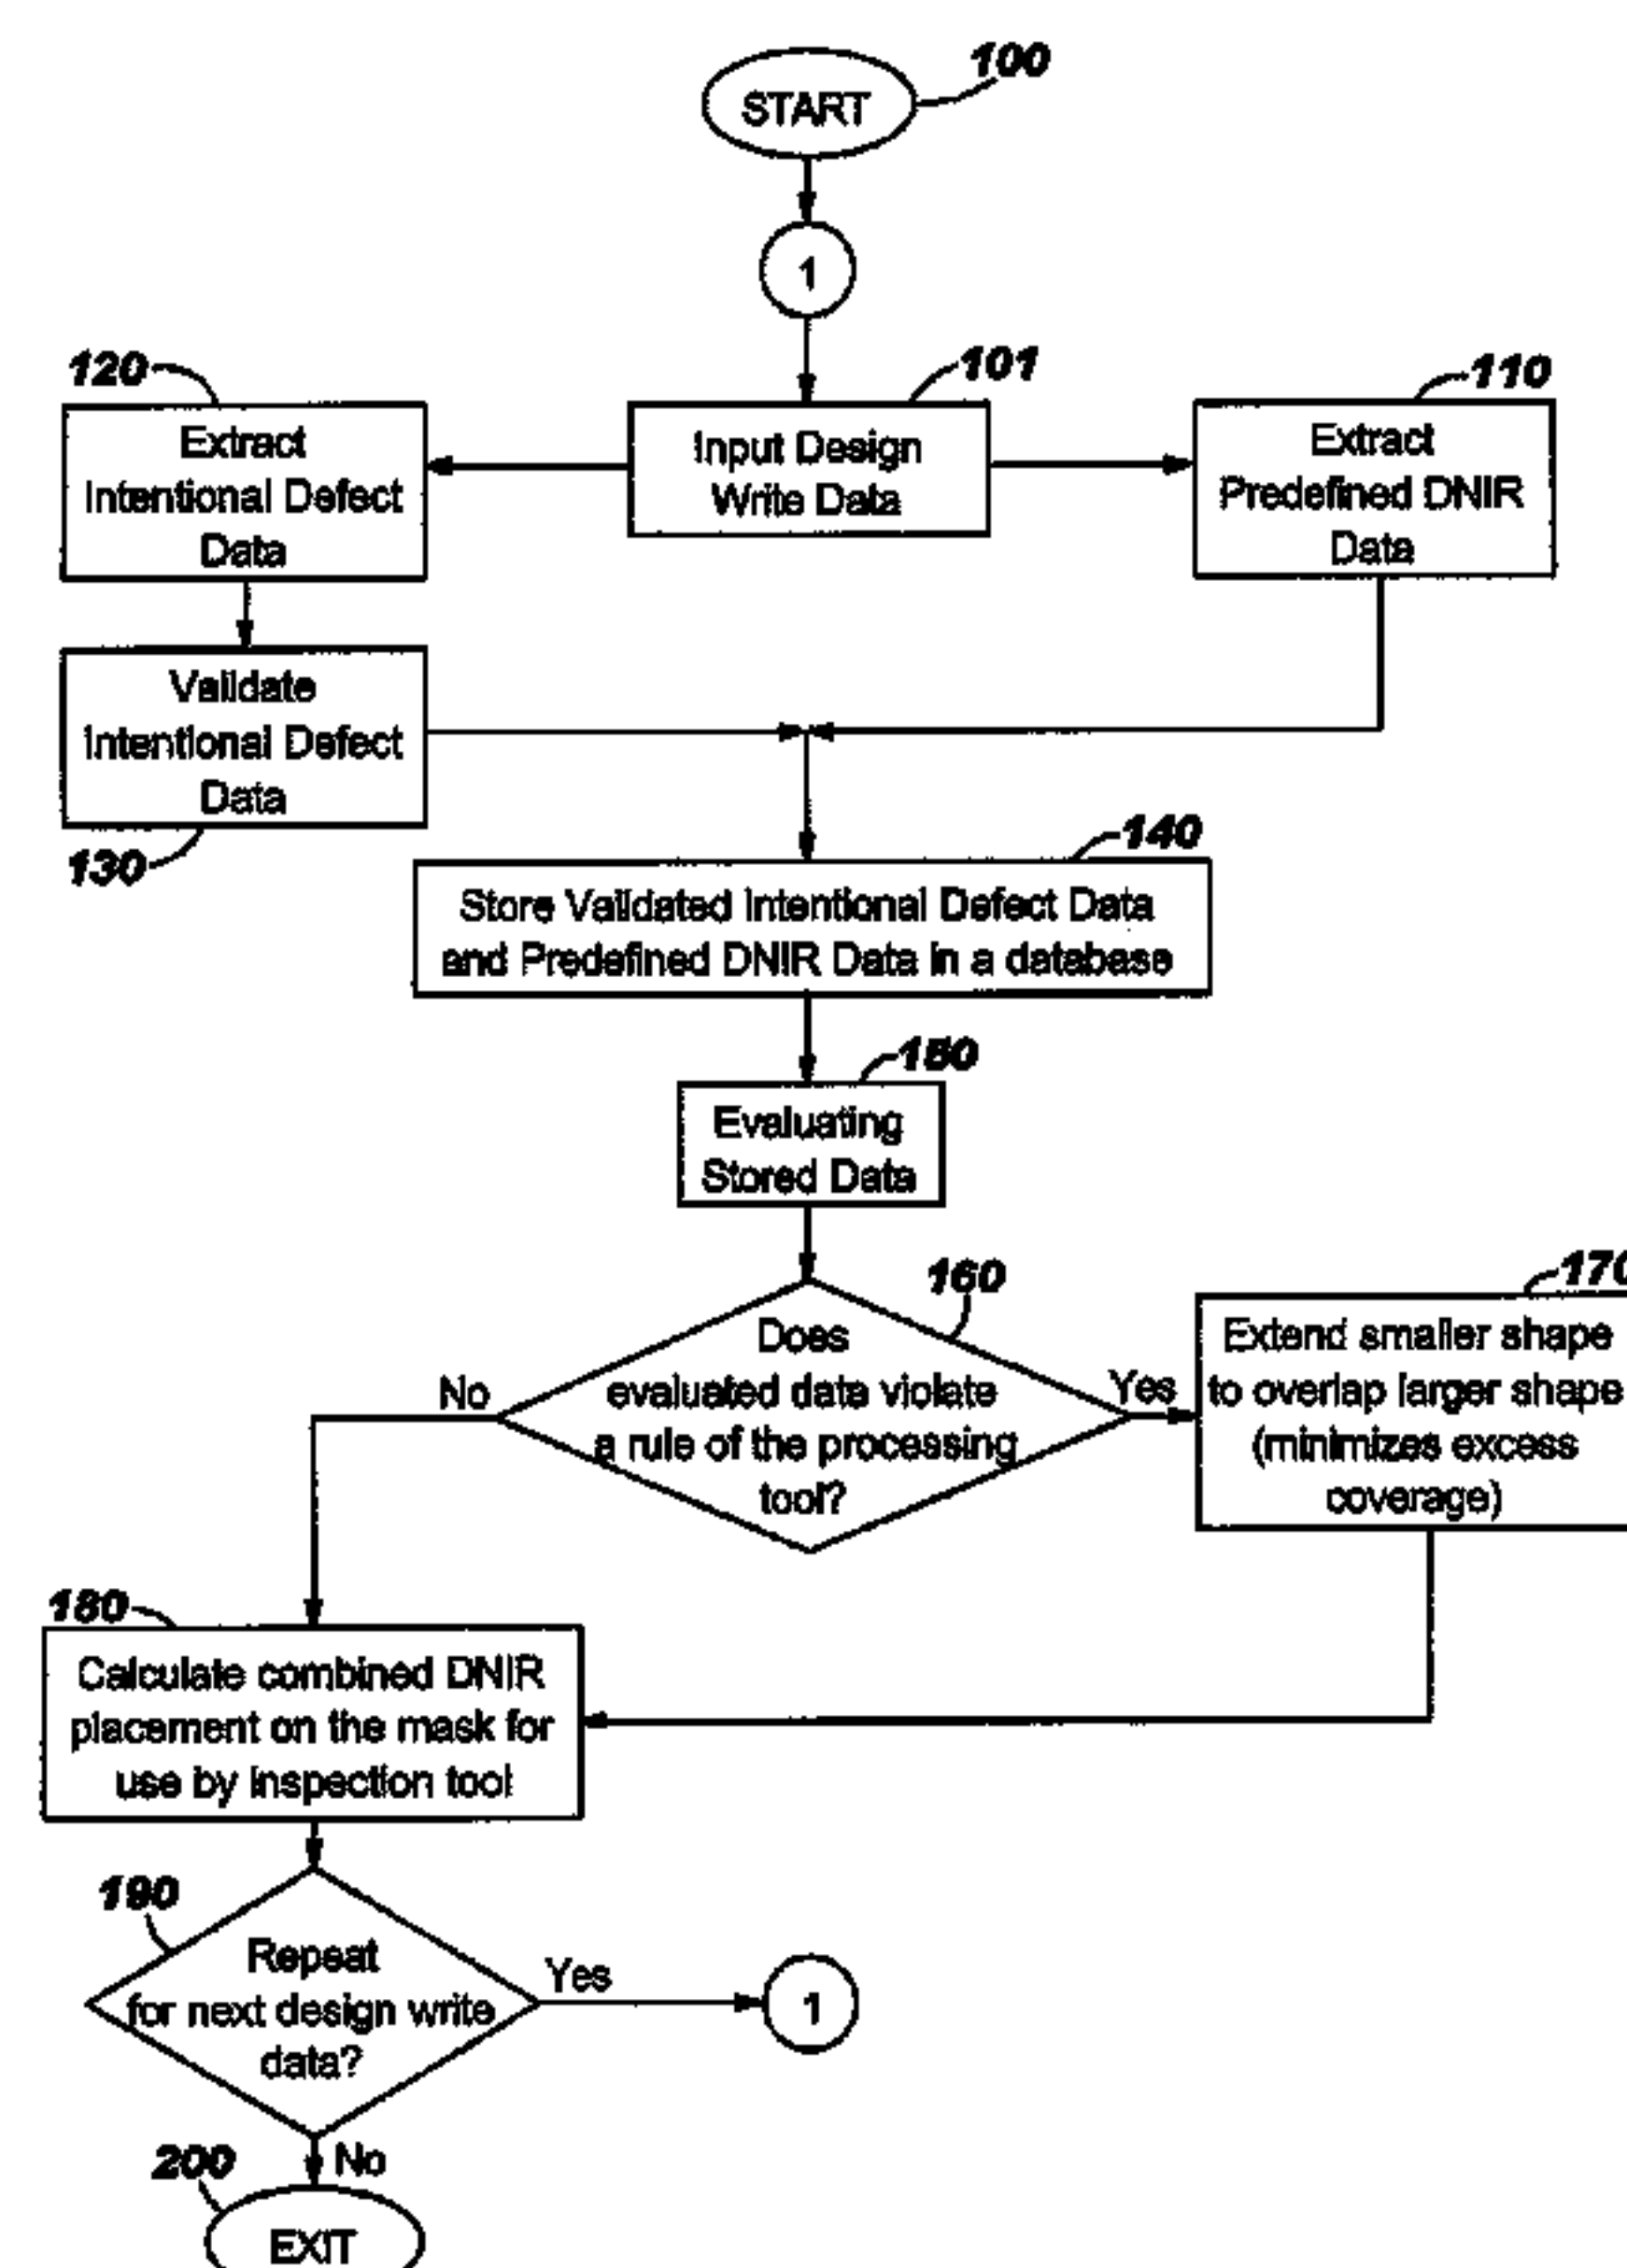 100
START
1
120
101
110
Extract
Intentional Defect
Data
Input Design
Write Data
Extract
Predefined DNIR
Data
Validate
Intentional Defect
Data
130
140
Store Validated Intentional Defect Data
and Predefined DNIR Data in a database
150
Evaluating
Stored Data
160
170
Does
evaluated data violate
a rule of the processing
tool?
No
Yes
Extend smaller shape
to overlap larger shape
(minimizes excess
coverage)
180
Calculate combined DNIR
placement on the mask for
use by inspection tool
190
Repeat
for next design write
data?
Yes
1
No
200
EXIT